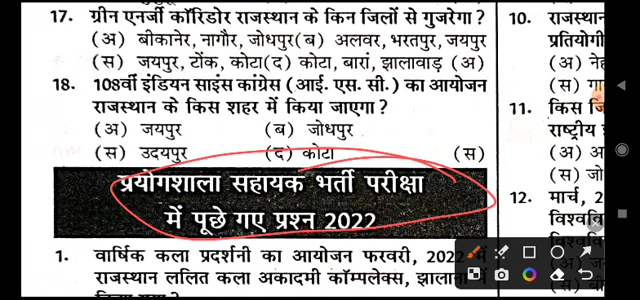 17. ग्रीन एनर्जी कॉरिडोर राजस्थान के किन जिलों से गुजरेगा ?
(अ) बीकानेर, नागौर, जोधपुर(ब) अलवर, भरतपुर, जयपुर
(स) जयपुर, टोंक, कोटा(द) कोटा, बारां, झालावाड़ (अ)
18. 108वीं इंडियन साइंस कांग्रेस (आई. एस. सी.) का आयोजन
राजस्थान के किस शहर में किया जाएगा ?
(अ) जयपुर (ब) जोधपुर
(स) उदयपुर (द) कोटा (स)
प्रयोगशाला सहायक भर्ती परीक्षा
में पूछे गए प्रश्न 2022
1. वार्षिक कला प्रदर्शनी का आयोजन फरवरी, 2022 में
राजस्थान ललित कला अकादमी कॉम्पलेक्स, झालाना में
10. राजस्थान
प्रतियोगी
(अ)
(स)
11. किस
राष्ट्रीय
(अ)
(स)
12. मार्च,